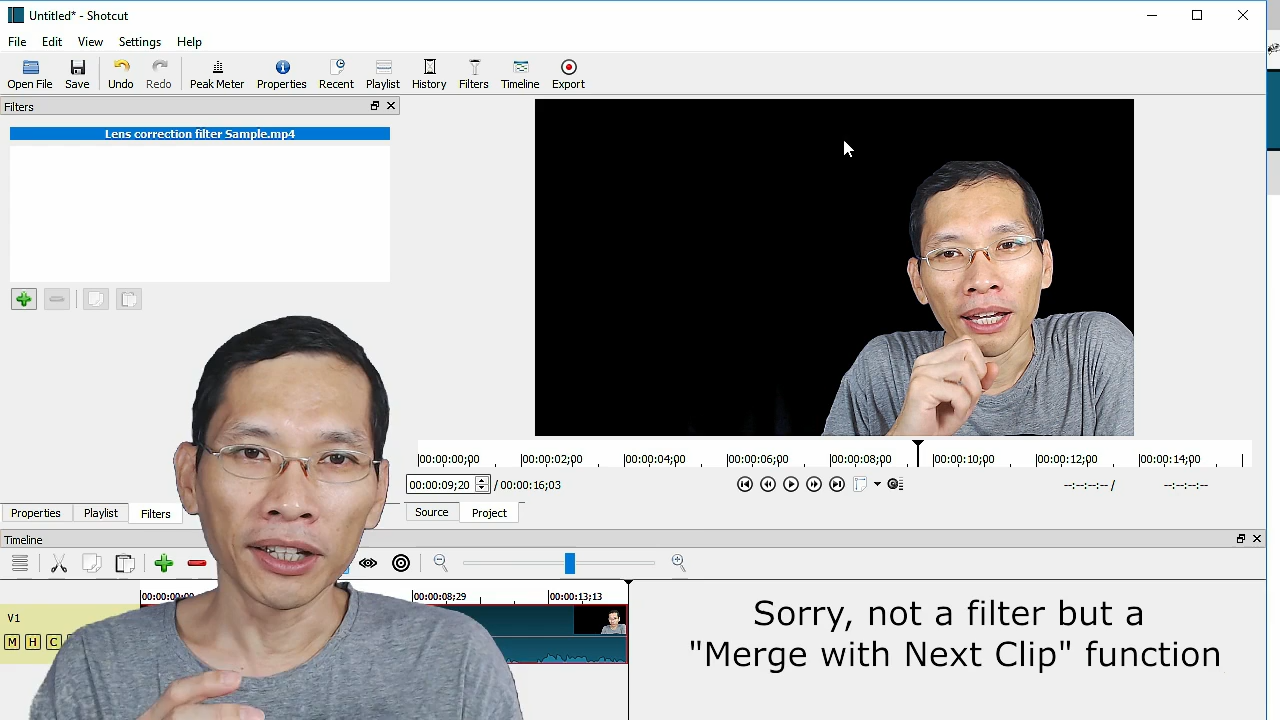 Untitled* - Shotcut
File Edit View Settings Help
Open File Save Undo Redo Peak Meter Properties Recent Playlist History Filters Timeline Export
Filters
Lens correction filter Sample.mp4
00:00:00;00 00:00:02;00 00:00:04;00 00:00:06;00 00:00:08;00 00:00:10;00 00:00:12;00 00:00:14;00
00:00:09;20 / 00:00:16;03 --:--:--:-- / --:--:--:--
Properties Playlist Filters Source Project
Timeline
00:00:00;00 00:00:08;29 00:00:13;13
V1
M H C
Sorry, not a filter but a
"Merge with Next Clip" function